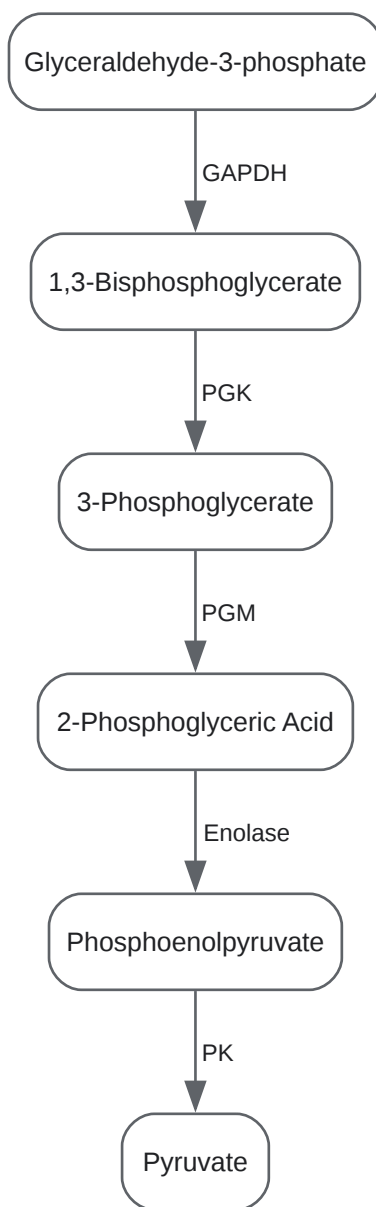 Glyceraldehyde-3-phosphate
GAPDH
1,3-Bisphosphoglycerate
PGK
3-Phosphoglycerate
PGM
2-Phosphoglyceric Acid
Enolase
Phosphoenolpyruvate
PK
Pyruvate